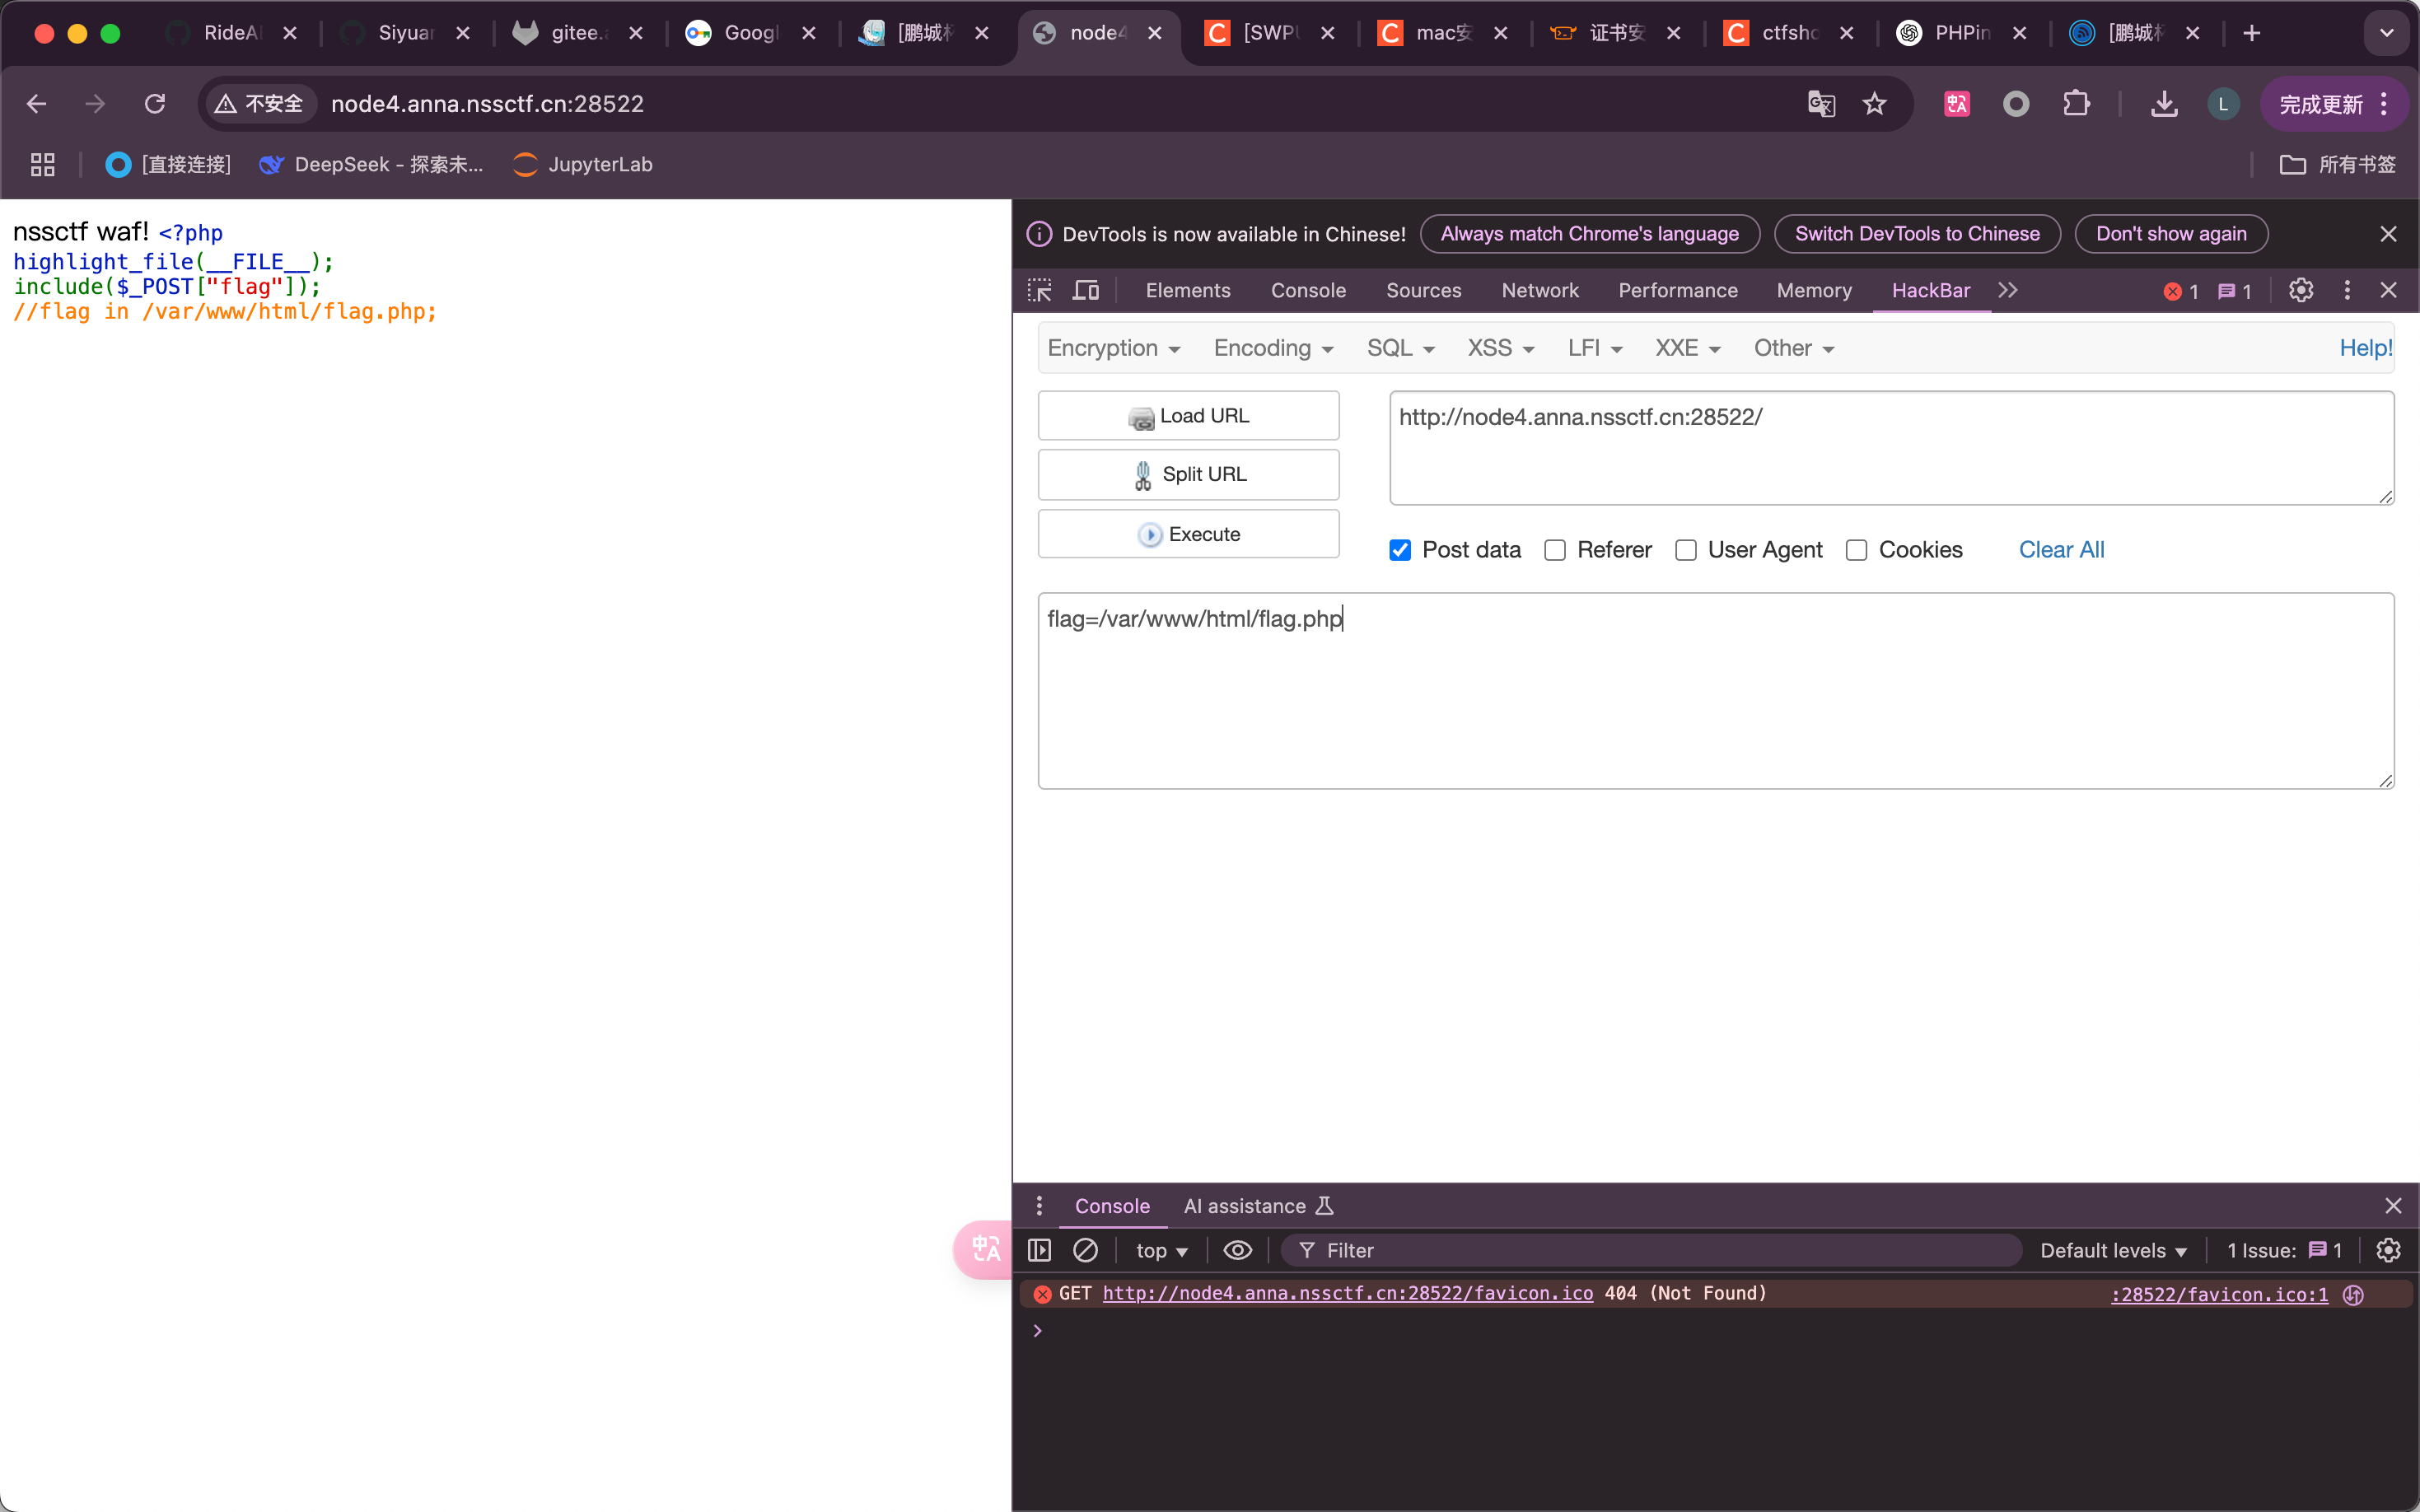 RideA
Siyuar
gitee.
Googl
[鹏城杯
node4
[SWPU
mac安
证书安
ctfsho
PHPin
[鹏城杯
不安全 node4.anna.nssctf.cn:28522
L
完成更新
[直接连接] DeepSeek - 探索未... JupyterLab 所有书签
nssctf waf! <?php
highlight_file(__FILE__);
include($_POST["flag"]);
//flag in /var/www/html/flag.php;
DevTools is now available in Chinese! Always match Chrome's language Switch DevTools to Chinese Don't show again
Elements Console Sources Network Performance Memory HackBar 1 1
Encryption Encoding SQL XSS LFI XXE Other Help!
Load URL
http://node4.anna.nssctf.cn:28522/
Split URL
Execute
Post data Referer User Agent Cookies Clear All
flag=/var/www/html/flag.php
Console AI assistance
中A
top Filter Default levels 1 Issue: 1
GET http://node4.anna.nssctf.cn:28522/favicon.ico 404 (Not Found) :28522/favicon.ico:1